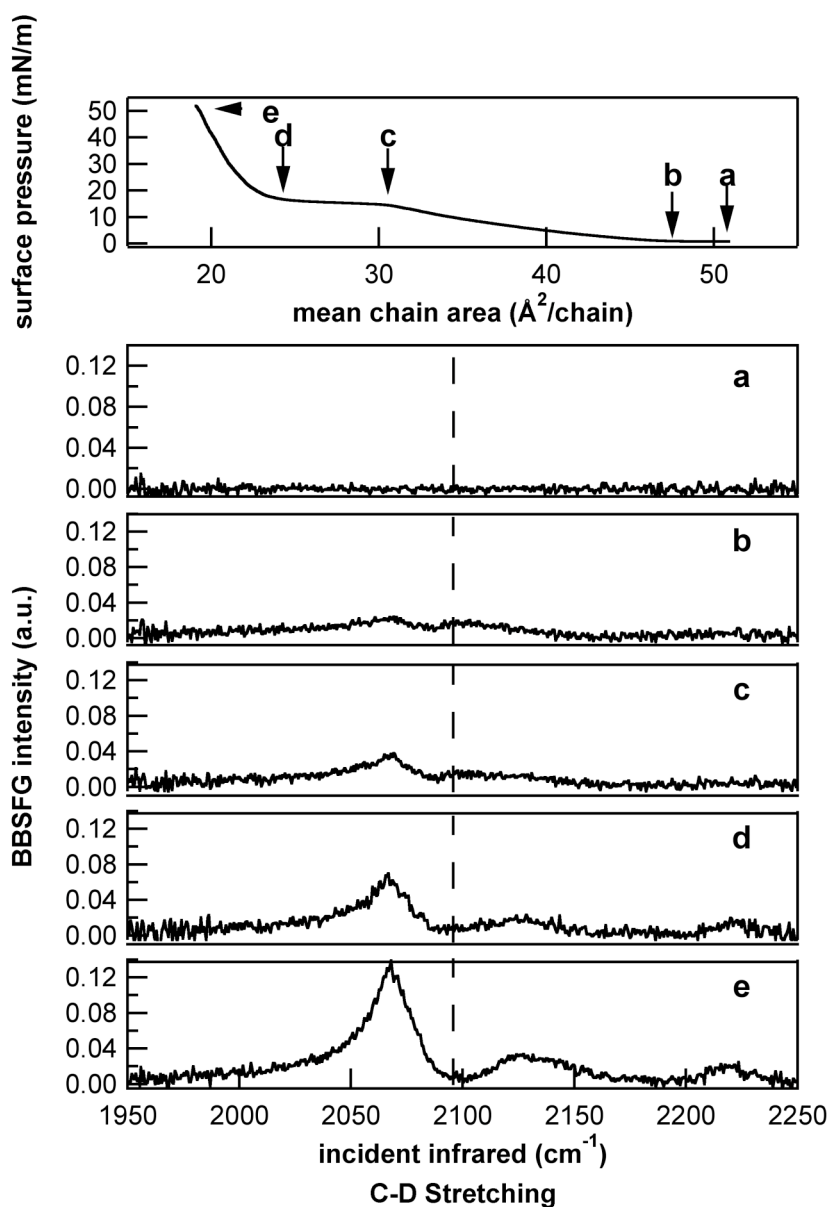 surface pressure (mN/m)
50
40
30
20
10
0
e
d
c
b
a
20 30 40 50
mean chain area (Å²/chain)
BBSFG intensity (a.u.)
0.12
0.08
0.04
0.00
a
0.12
0.08
0.04
0.00
b
0.12
0.08
0.04
0.00
c
0.12
0.08
0.04
0.00
d
0.12
0.08
0.04
0.00
e
1950 2000 2050 2100 2150 2200 2250
incident infrared (cm⁻¹)
C-D Stretching